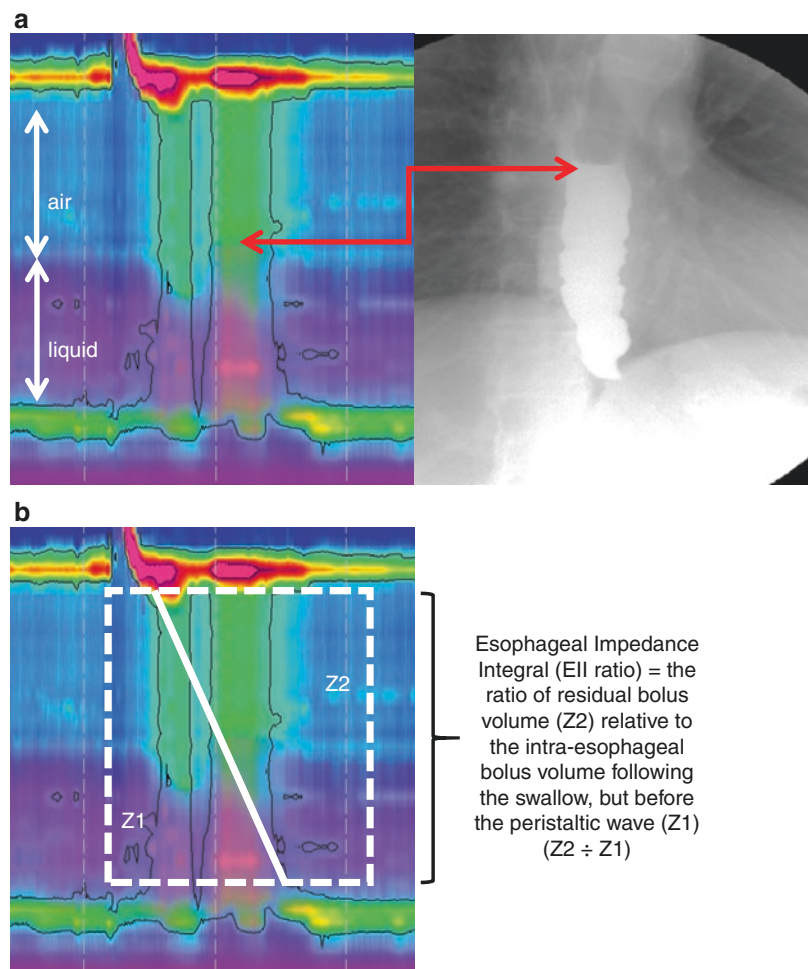 a
air
liquid
b
Z2
Z1
Esophageal Impedance
Integral (EII ratio) = the
ratio of residual bolus
volume (Z2) relative to
the intra-esophageal
bolus volume following
the swallow, but before
the peristaltic wave (Z1)
(Z2 ÷ Z1)